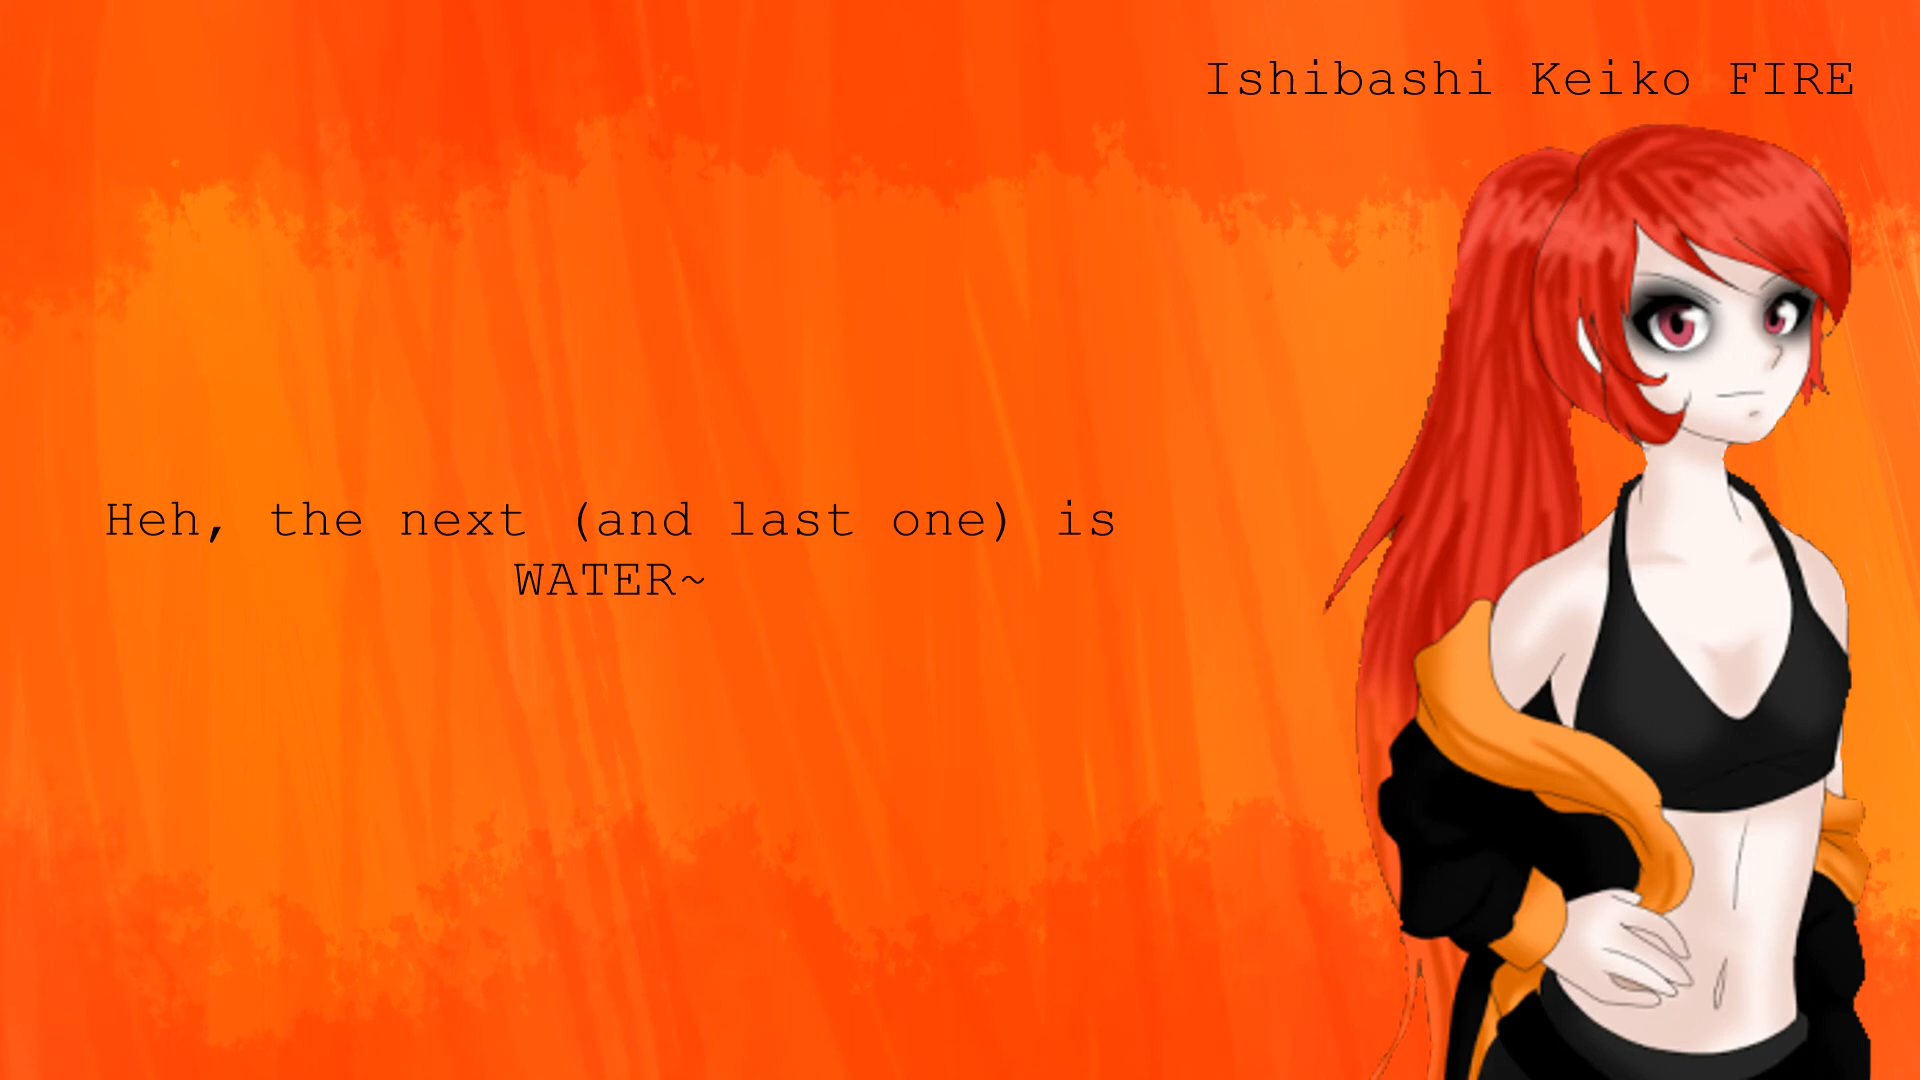 Ishibashi Keiko FIRE
Heh, the next (and last one) is
WATER~